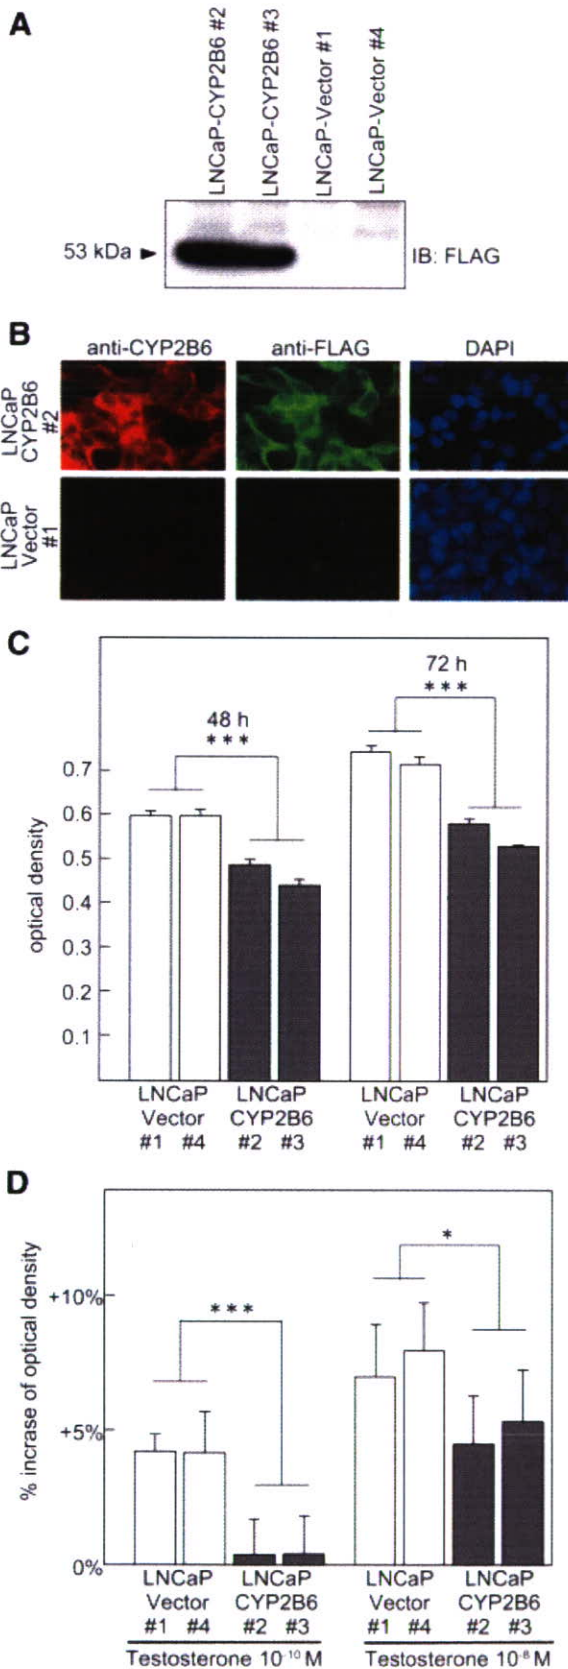 A
LNCaP-CYP2B6 #2
LNCaP-CYP2B6 #3
LNCaP-Vector #1
LNCaP-Vector #4
53 kDa ►
IB: FLAG
B
anti-CYP2B6 anti-FLAG DAPI
LNCaP
CYP2B6
#2
LNCaP
Vector
#1
C
72 h
***
48 h
***
optical density
0.7
0.6
0.5
0.4
0.3
0.2
0.1
LNCaP LNCaP LNCaP LNCaP
Vector CYP2B6 Vector CYP2B6
#1 #4 #2 #3 #1 #4 #2 #3
D
% incrase of optical density
*
+10%
***
+5%
0%
LNCaP LNCaP LNCaP LNCaP
Vector CYP2B6 Vector CYP2B6
#1 #4 #2 #3 #1 #4 #2 #3
Testosterone 10⁻¹⁰ M Testosterone 10⁻⁸ M